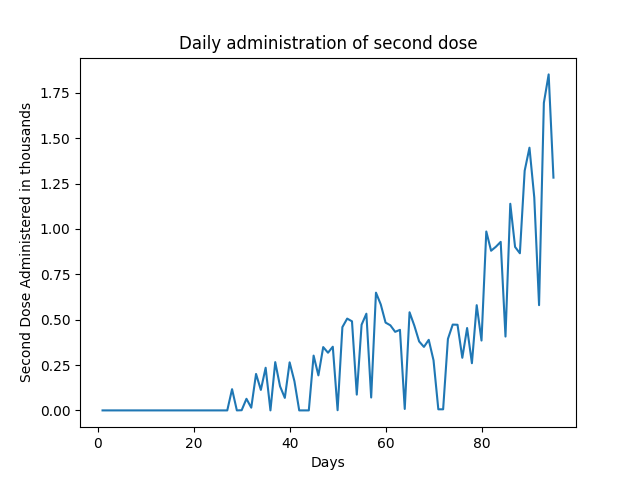 Daily administration of second dose
Second Dose Administered in thousands
1.75
1.50
1.25
1.00
0.75
0.50
0.25
0.00
0 20 40 60 80
Days